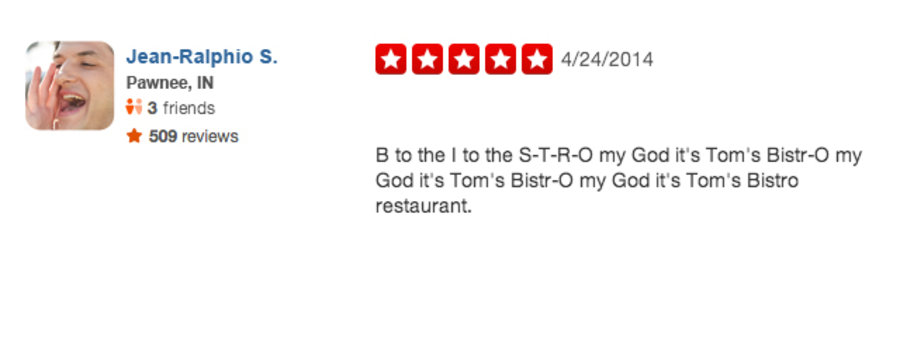 Jean-Ralphio S.
Pawnee, IN
3 friends
509 reviews
4/24/2014
B to the I to the S-T-R-O my God it's Tom's Bistr-O my
God it's Tom's Bistr-O my God it's Tom's Bistro
restaurant.